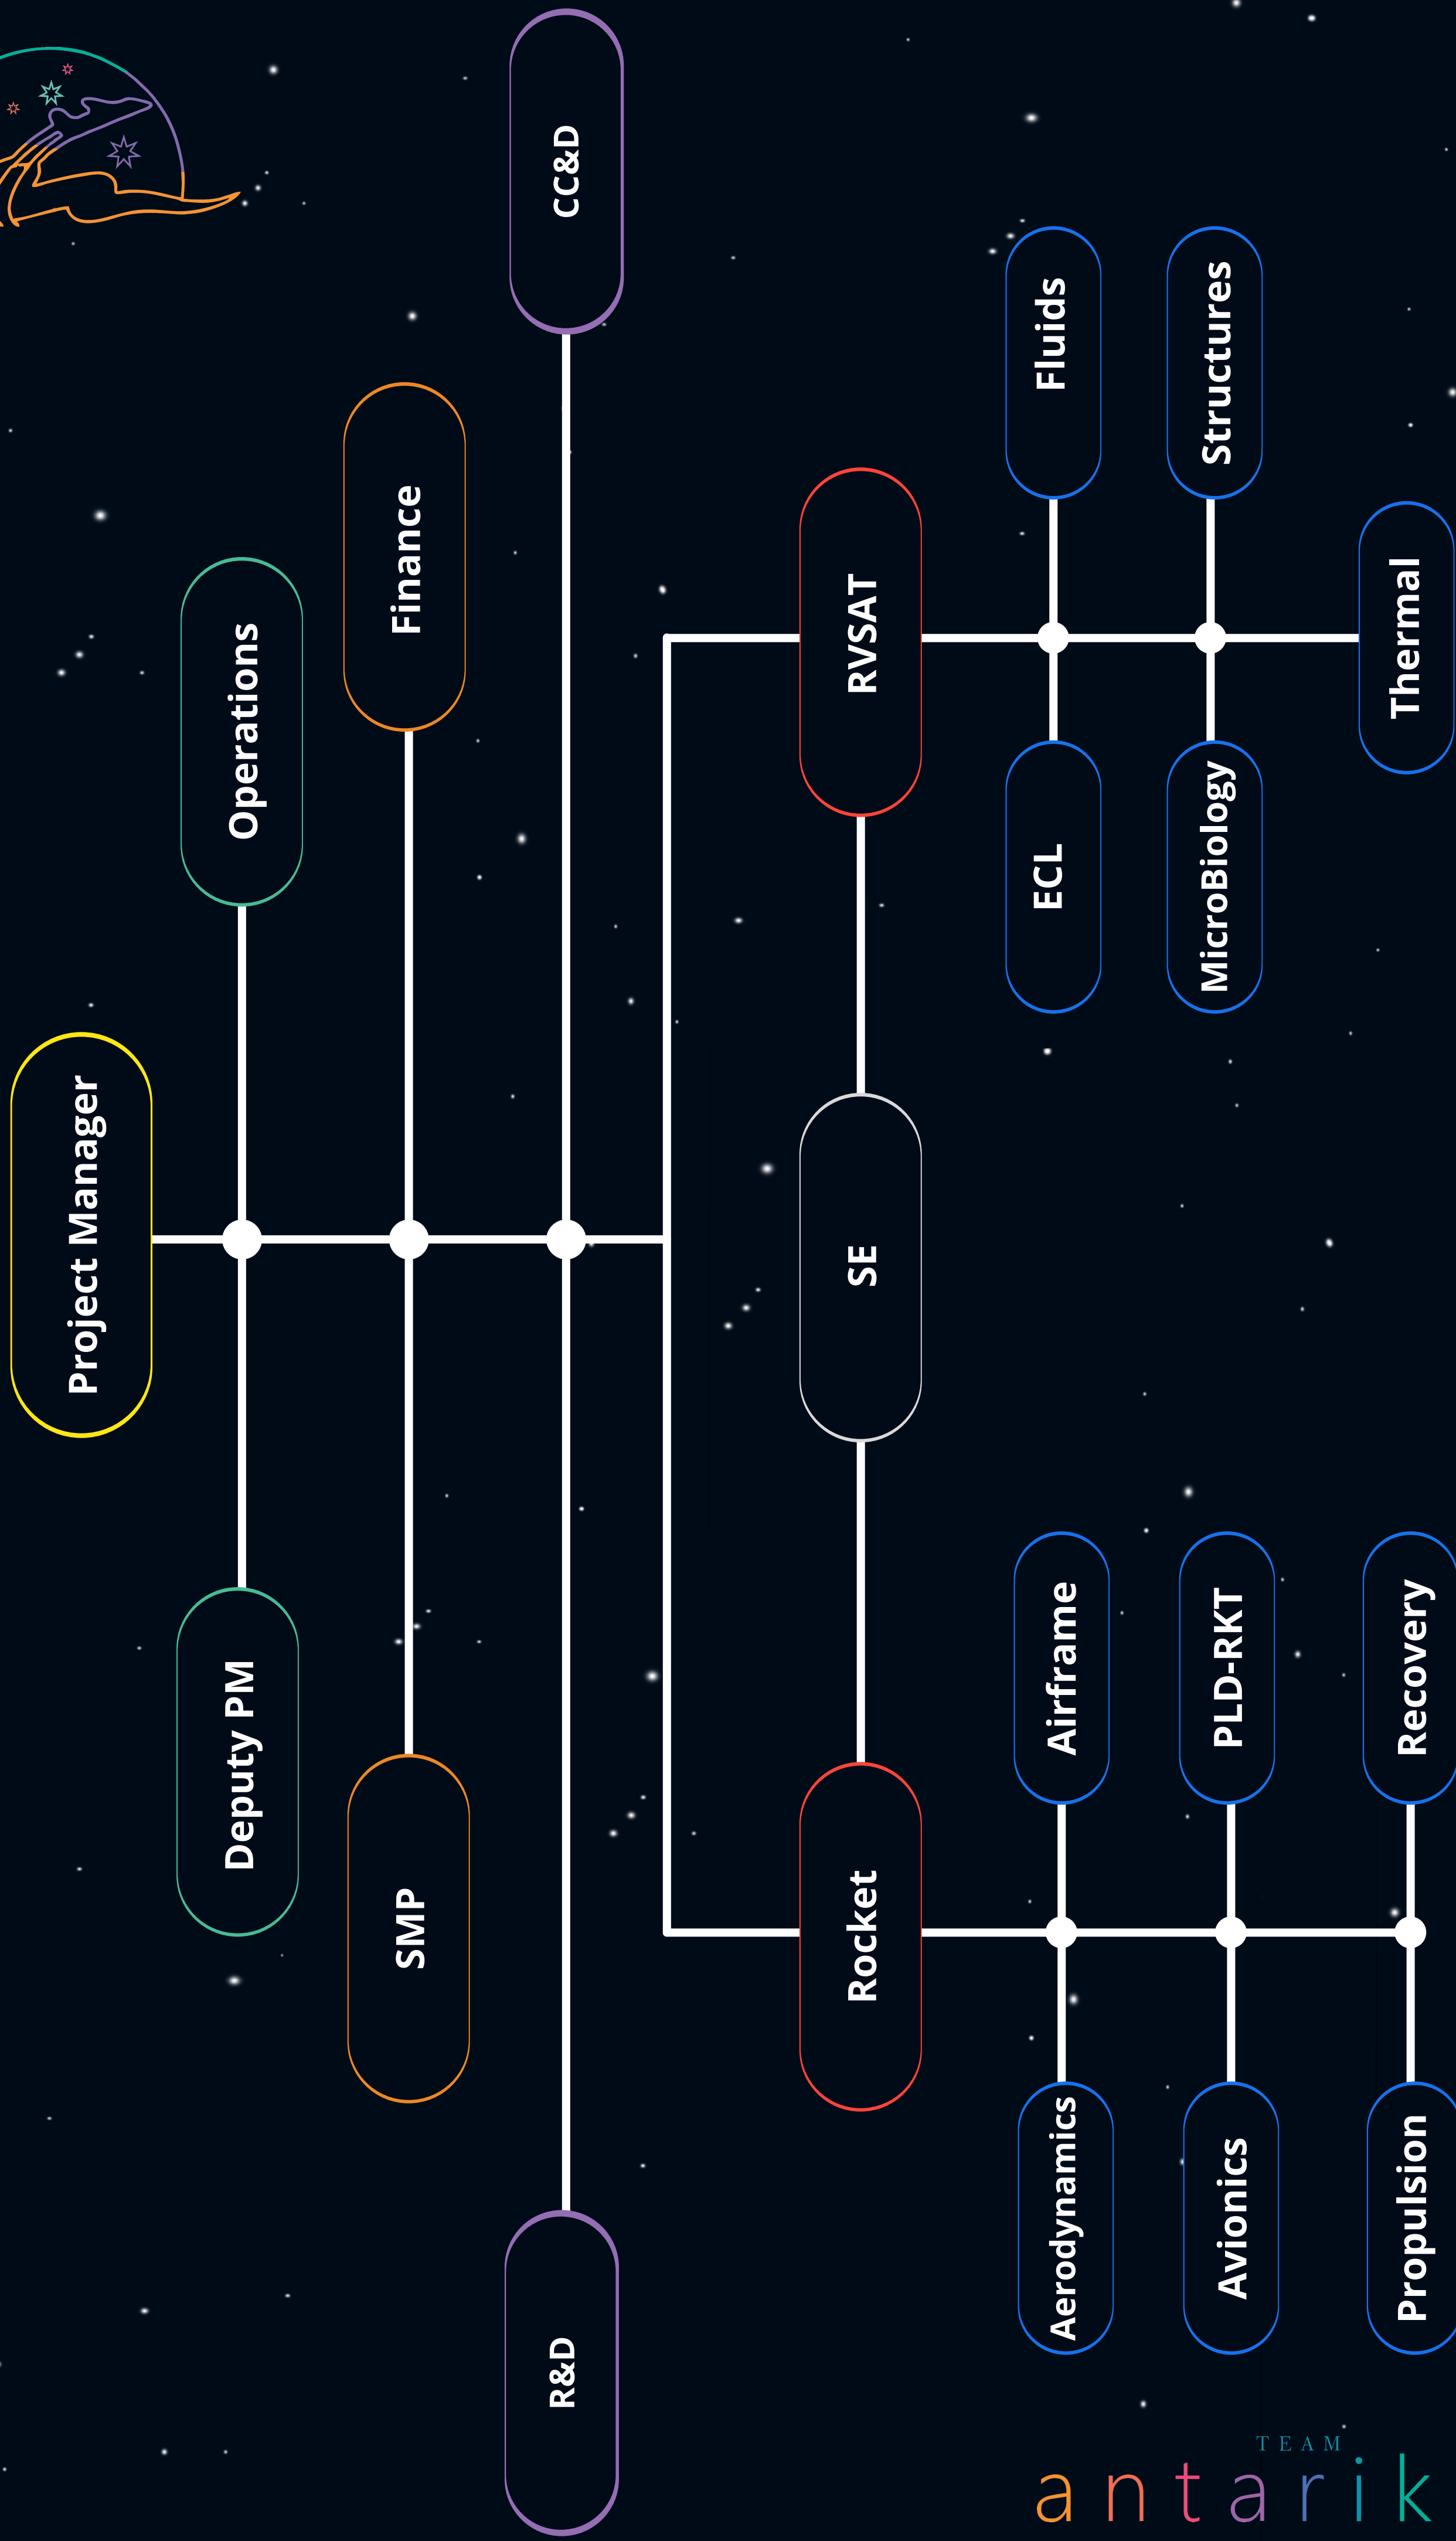 Project Manager
Deputy PM
Operations
SMP
Finance
R&D
CC&D
Rocket
SE
RVSAT
Aerodynamics
Airframe
ECL
Fluids
Avionics
PLD-RKT
MicroBiology
Structures
Propulsion
Recovery
Thermal
TEAM
antarik